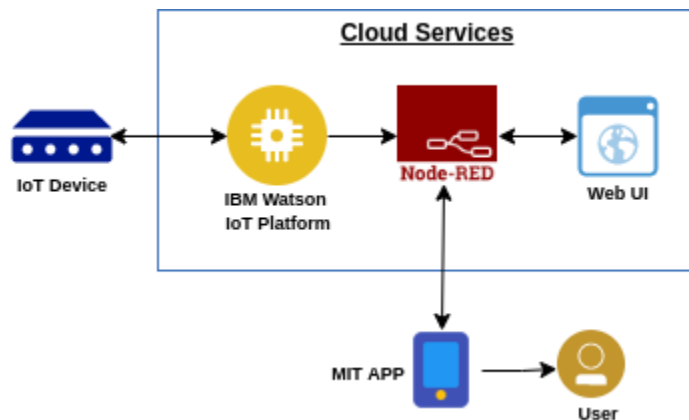 Cloud Services
IoT Device
IBM Watson
IoT Platform
Node-RED
Web UI
MIT APP
User